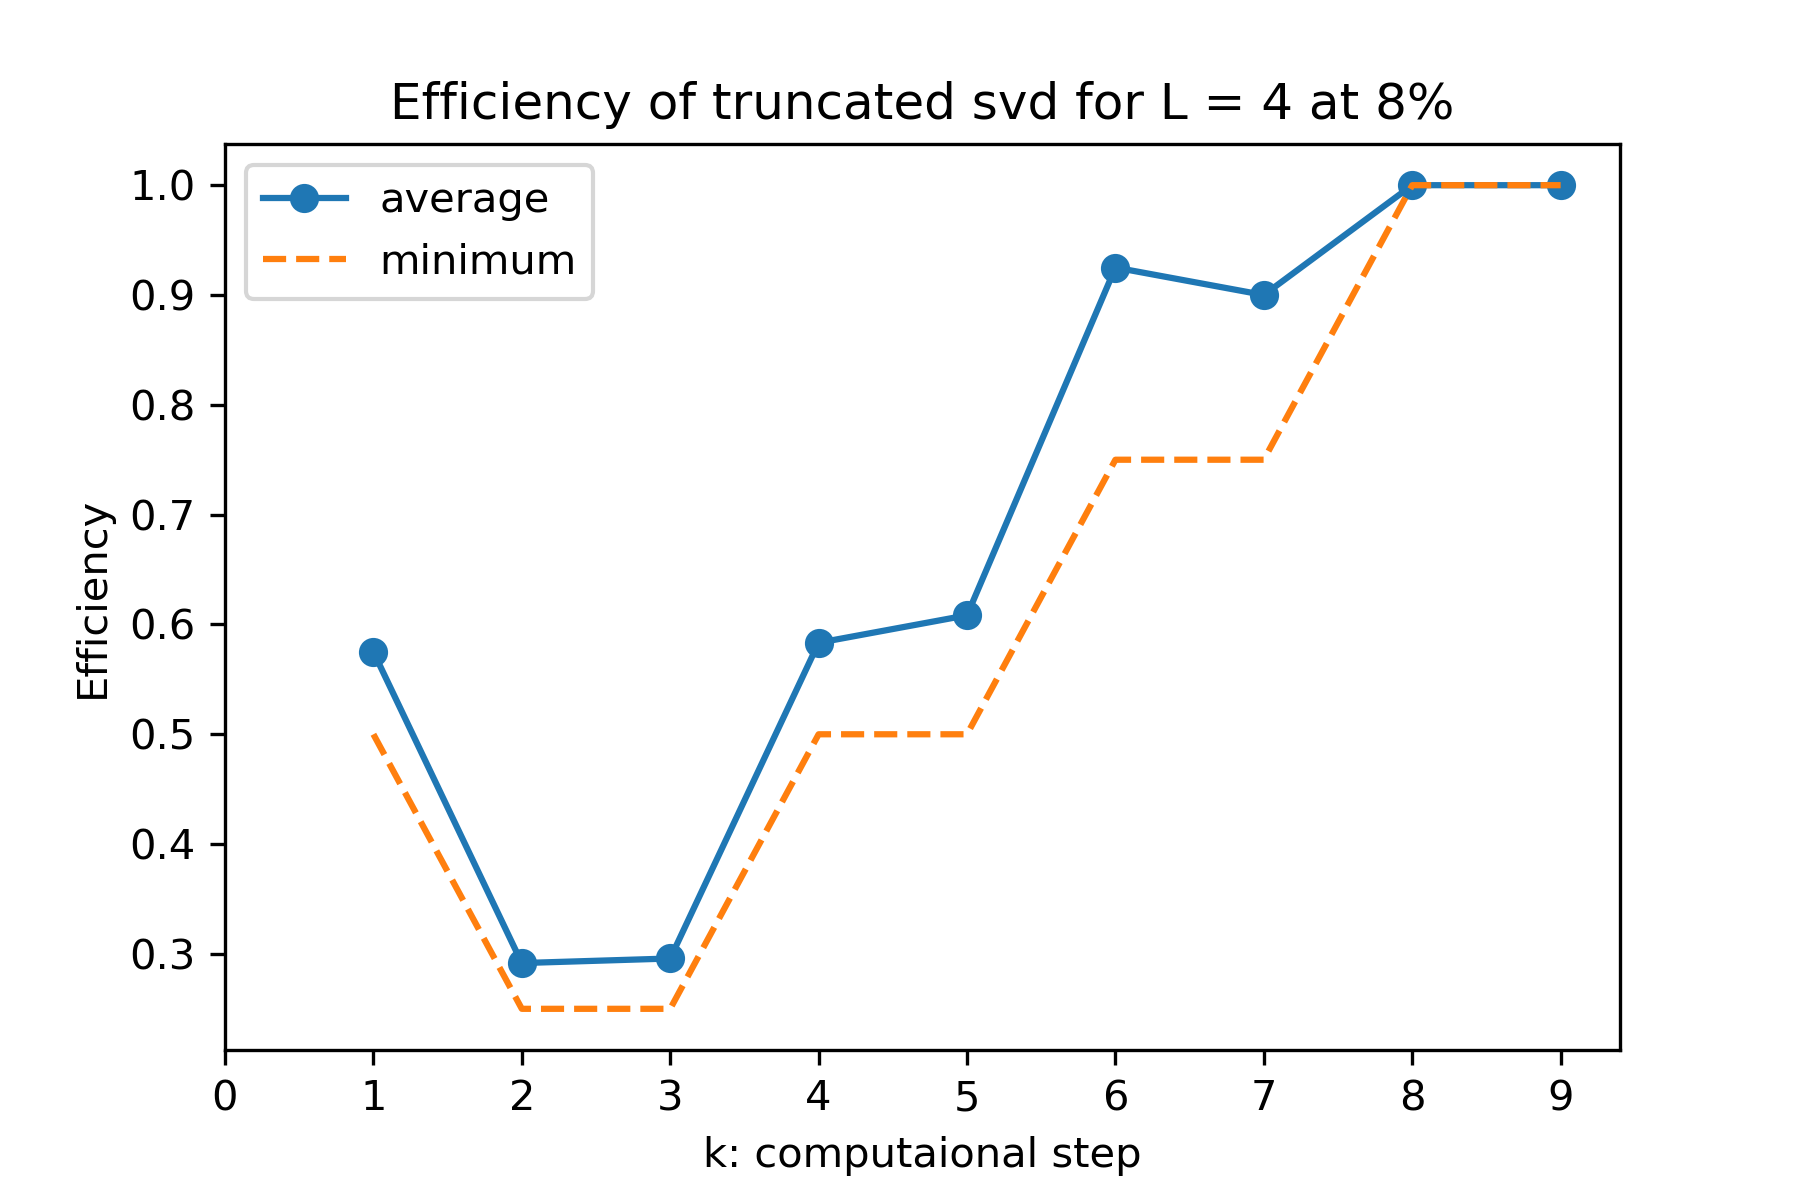 Efficiency of truncated svd for L = 4 at 8%
average
minimum
1.0
0.9
0.8
0.7
0.6
0.5
0.4
0.3
Efficiency
0 1 2 3 4 5 6 7 8 9
k: computaional step